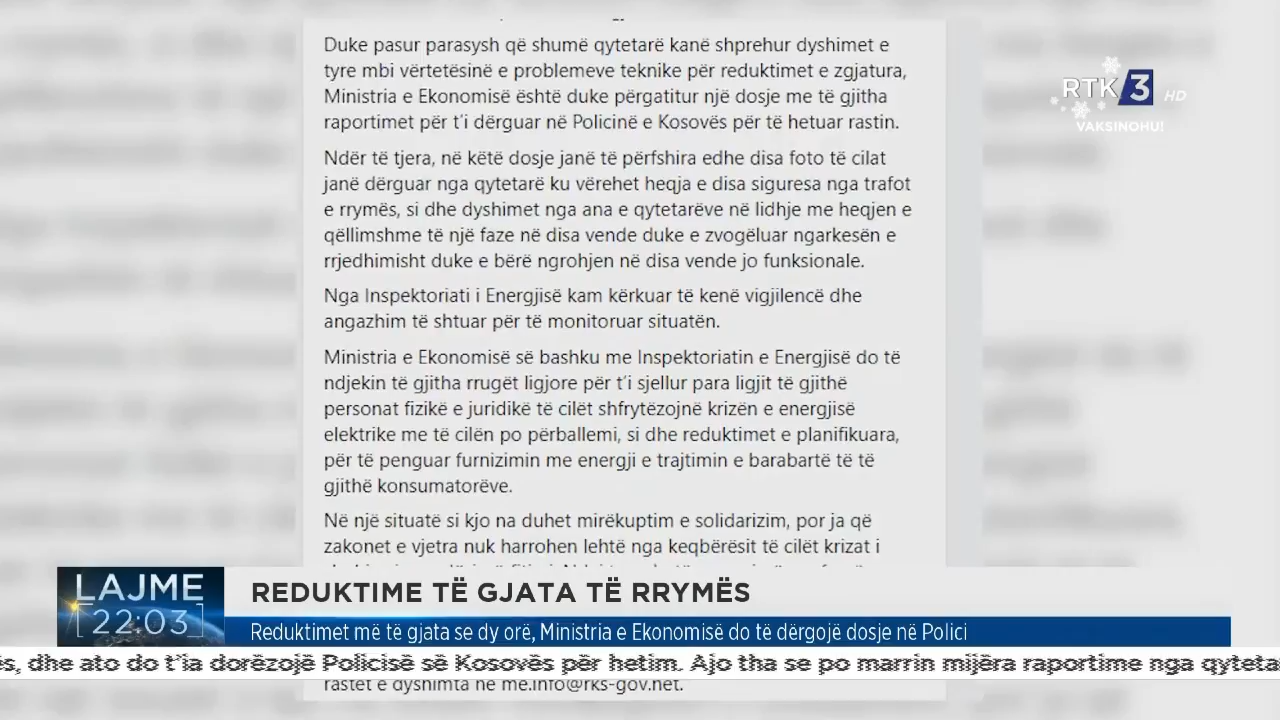 Duke pasur parasysh që shumë qytetarë kanë shprehur dyshimet e
tyre mbi vërtetësinë e problemeve teknike për reduktimet e zgjatura,
Ministria e Ekonomisë është duke përgatitur një dosje me të gjitha
raportimet për t'i dërguar në Policinë e Kosovës për të hetuar rastin.
Ndër të tjera, në këtë dosje janë të përfshira edhe disa foto të cilat
janë dërguar nga qytetarë ku vërehet heqja e disa siguresa nga trafot
e rrymës, si dhe dyshimet nga ana e qytetarëve në lidhje me heqjen e
qëllimshme të një faze në disa vende duke e zvogëluar ngarkesën e
rrjedhimisht duke e bërë ngrohjen në disa vende jo funksionale.
Nga Inspektoriati i Energjisë kam kërkuar të kenë vigjilencë dhe
angazhim të shtuar për të monitoruar situatën.
Ministria e Ekonomisë së bashku me Inspektoriatin e Energjisë do të
ndjekin të gjitha rrugët ligjore për t'i sjellur para ligjit të gjithë
personat fizikë e juridikë të cilët shfrytëzojnë krizën e energjisë
elektrike me të cilën po përballemi, si dhe reduktimet e planifikuara,
për të penguar furnizimin me energji e trajtimin e barabartë të të
gjithë konsumatorëve.
Në një situatë si kjo na duhet mirëkuptim e solidarizim, por ja që
zakonet e vjetra nuk harrohen lehtë nga keqbërësit të cilët krizat i
RTK 3 HD
VAKSINOHU!
LAJME
22:03
REDUKTIME TË GJATA TË RRYMËS
Reduktimet më të gjata se dy orë, Ministria e Ekonomisë do të dërgojë dosje në Polici
s, dhe ato do t'ia dorëzojë Policisë së Kosovës për hetim. Ajo tha se po marrin mijëra raportime nga qyteta
rastet e dyshimta në me.info@rks-gov.net.